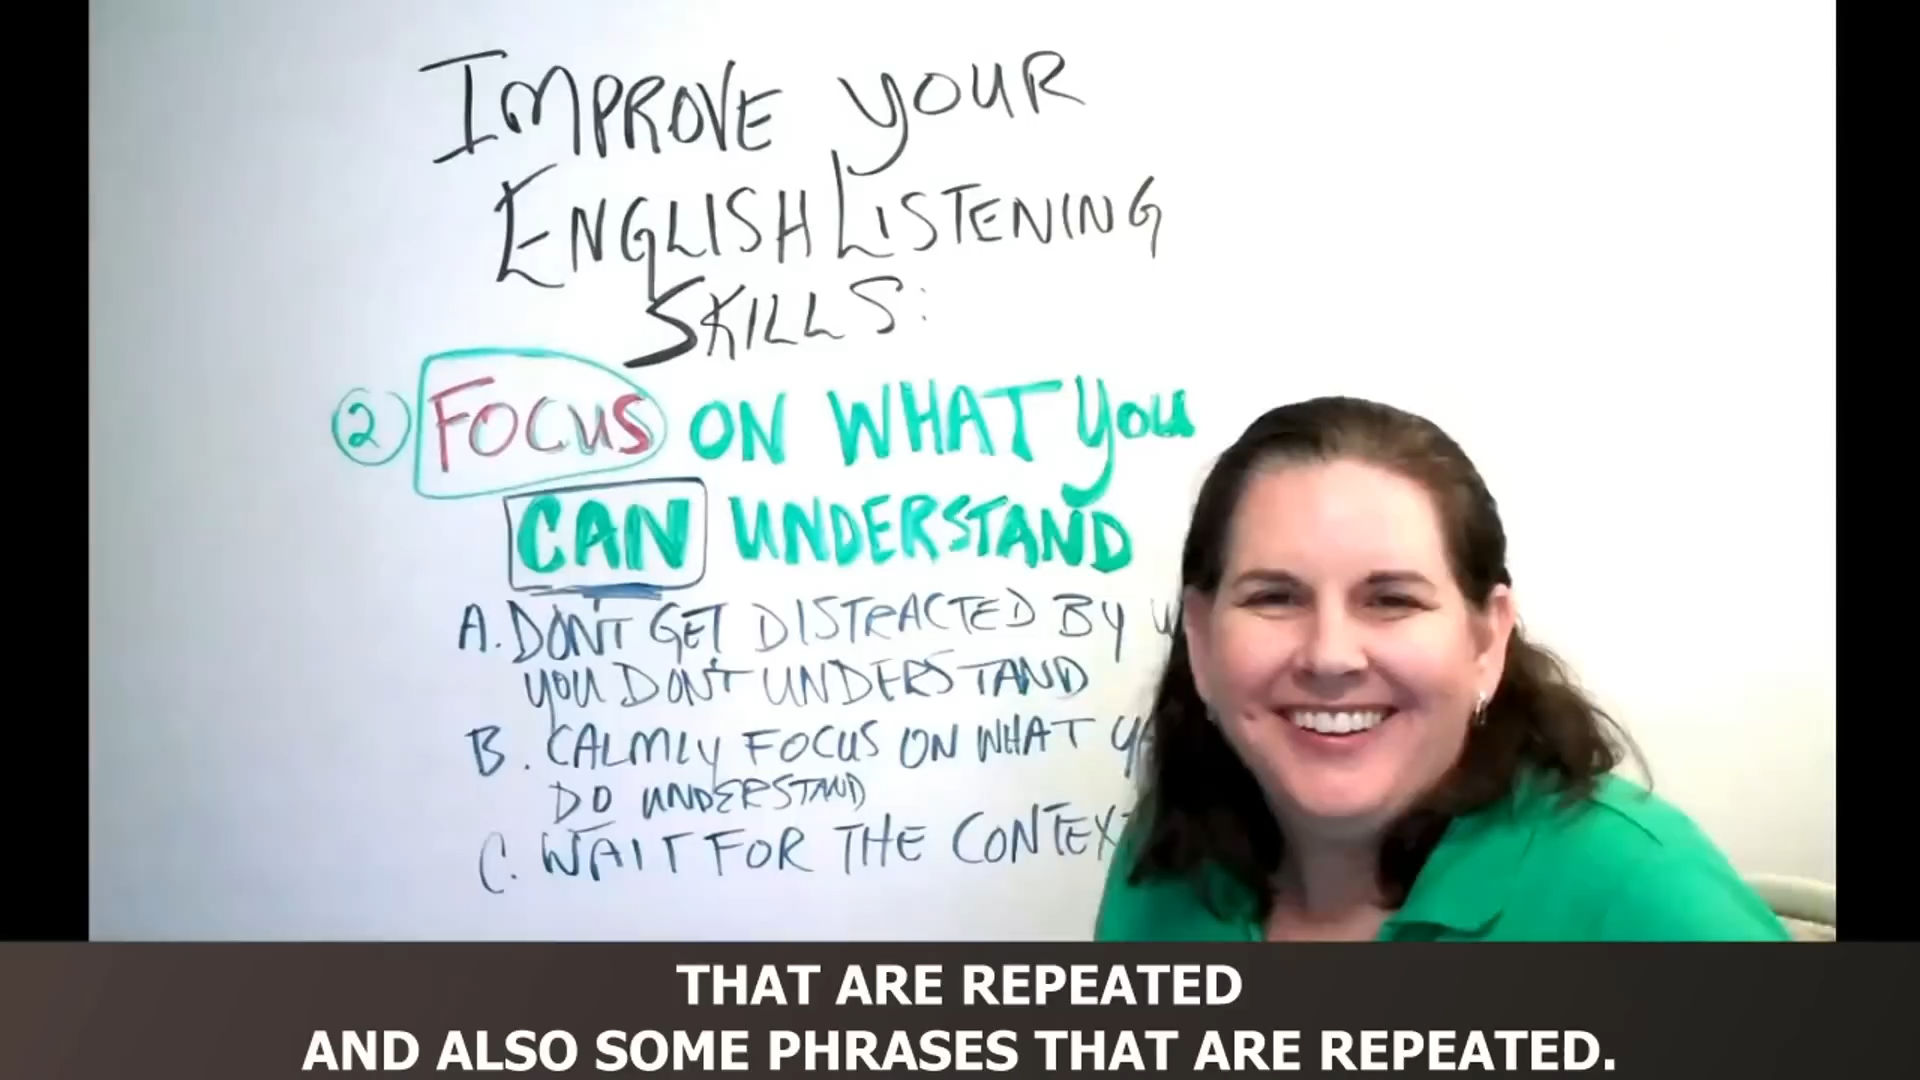 IMPROVE YOUR
ENGLISH LISTENING
SKILLS:
② FOCUS ON WHAT YOU
CAN UNDERSTAND
A. DON'T GET DISTRACTED BY
YOU DON'T UNDERSTAND
B. CALMLY FOCUS ON WHAT
DO UNDERSTAND
C. WAIT FOR THE CONTEXT
THAT ARE REPEATED
AND ALSO SOME PHRASES THAT ARE REPEATED.